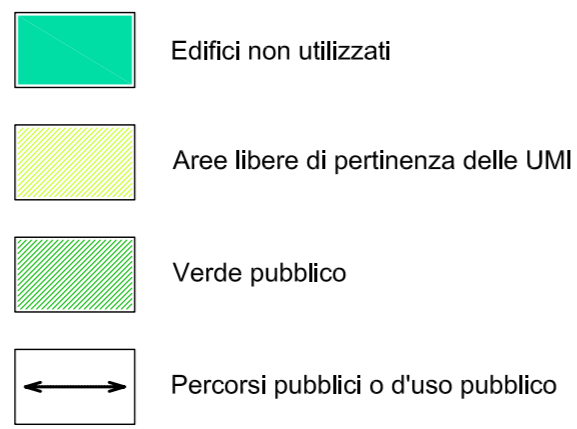 Edifici non utilizzati
Aree libere di pertinenza delle UMI
Verde pubblico
Percorsi pubblici o d'uso pubblico